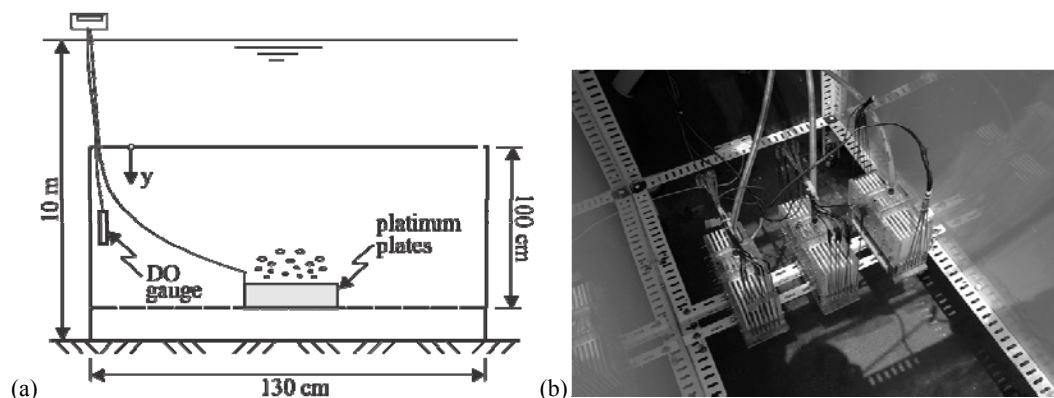 10 m
y
100 cm
platinum
plates
DO
gauge
(a)
130 cm
(b)